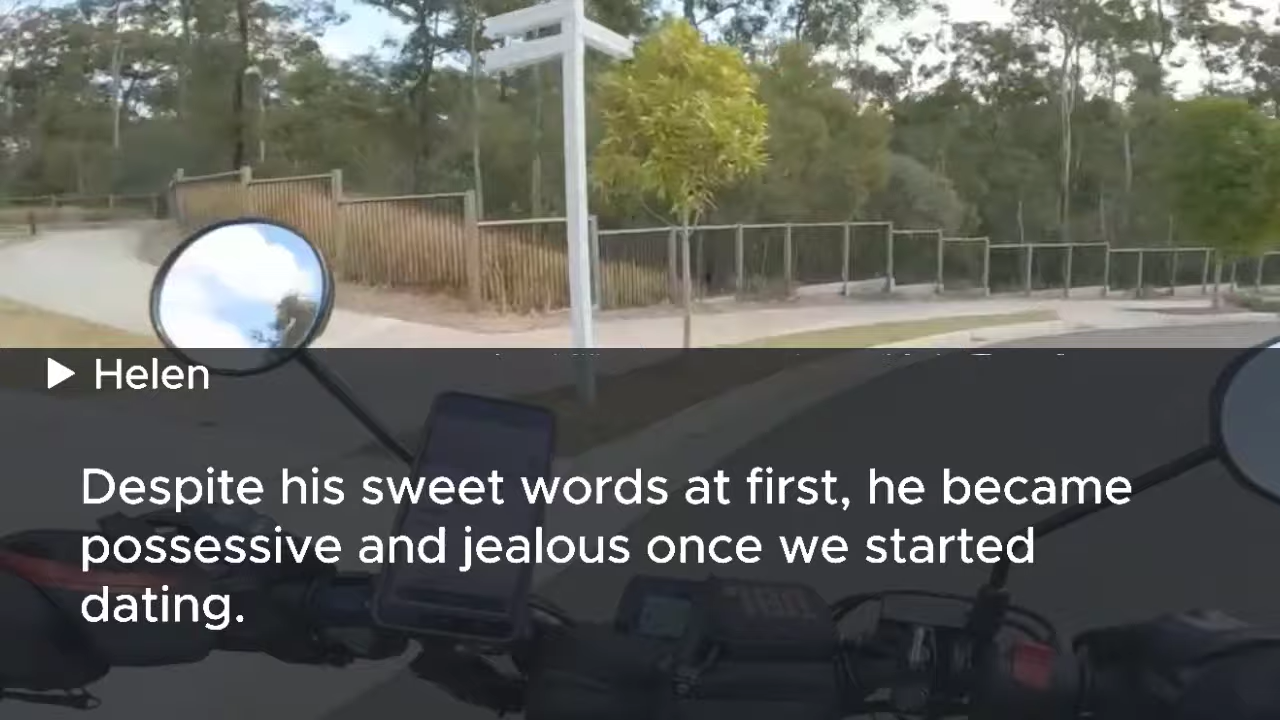 Helen
Despite his sweet words at first, he became
possessive and jealous once we started
dating.